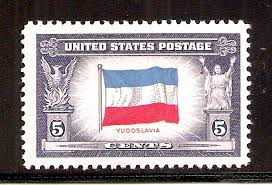 UNITED STATES POSTAGE
YUGOSLAVIA
5 5
CENTS